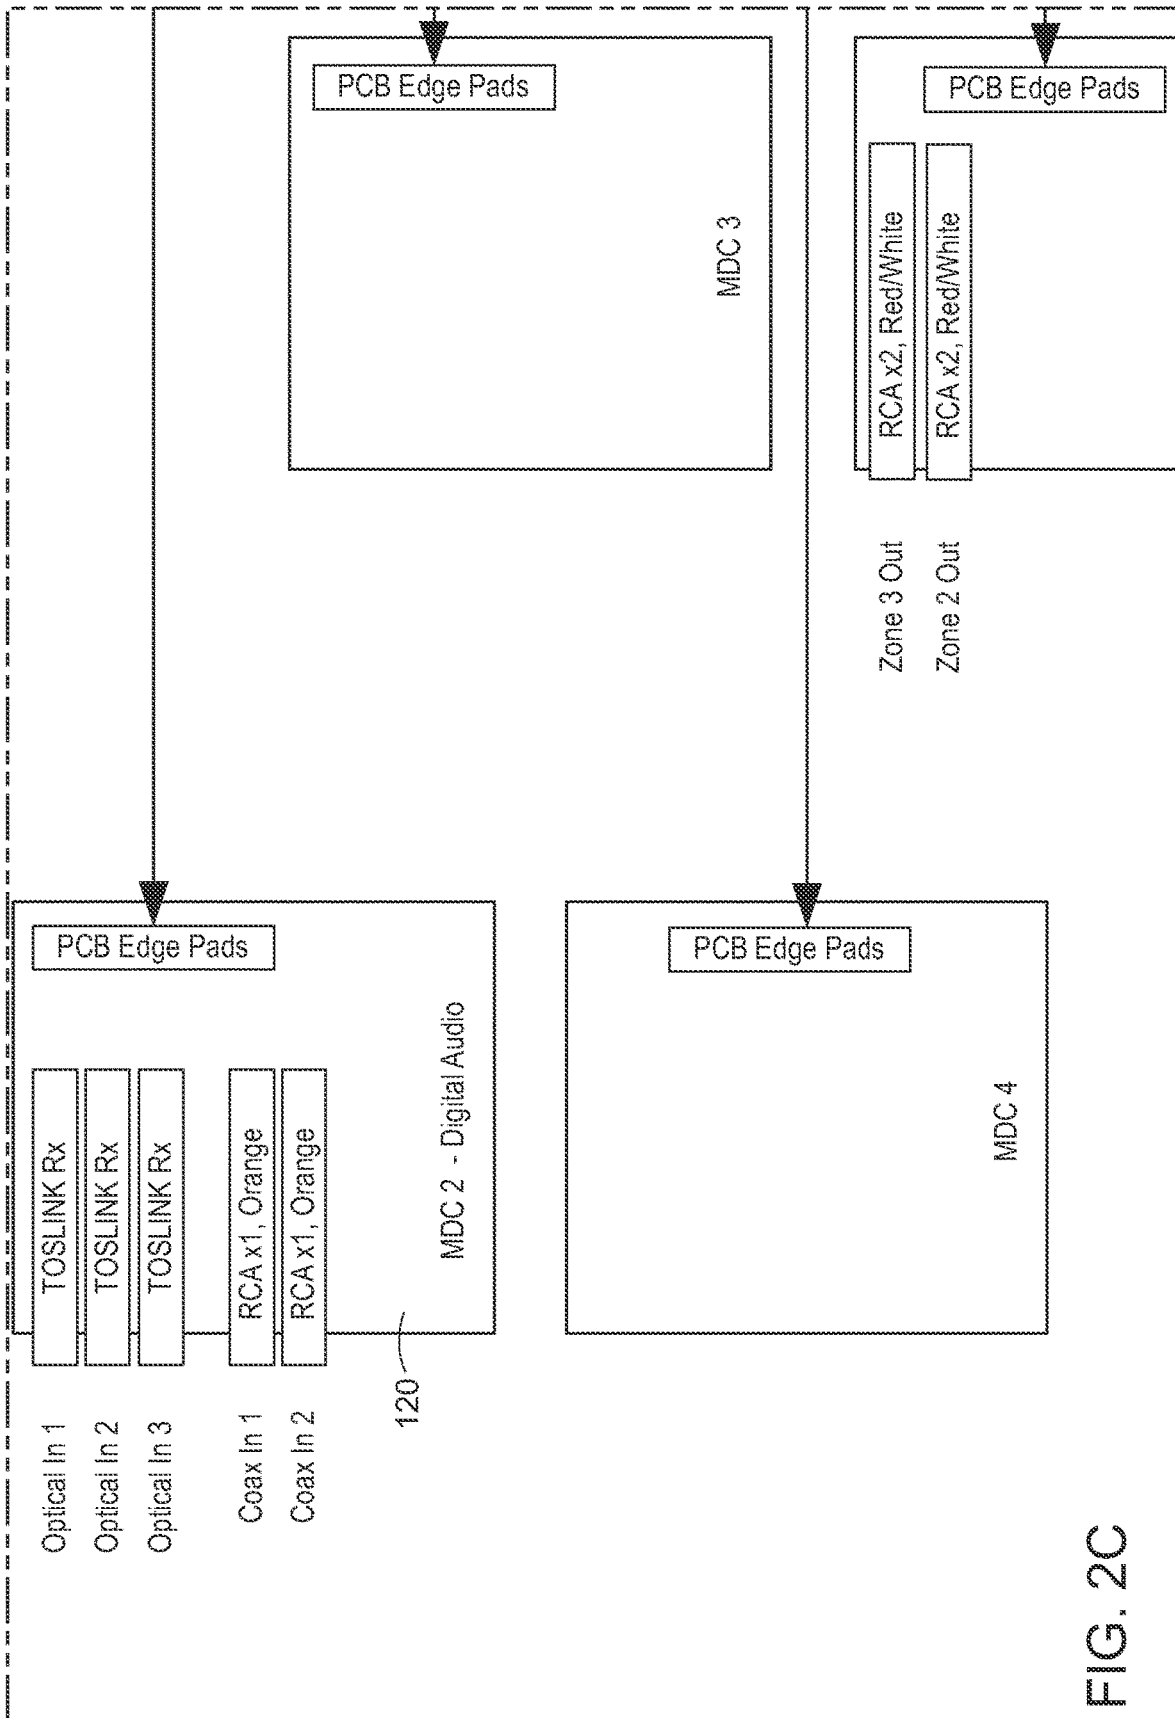 PCB Edge Pads
MDC 3
PCB Edge Pads
RCA x2, Red/White
RCA x2, Red/White
Zone 3 Out
Zone 2 Out
PCB Edge Pads
TOSLINK Rx
TOSLINK Rx
TOSLINK Rx
RCA x1, Orange
RCA x1, Orange
MDC 2 - Digital Audio
Optical In 1
Optical In 2
Optical In 3
Coax In 1
Coax In 2
120
PCB Edge Pads
MDC 4
FIG. 2C